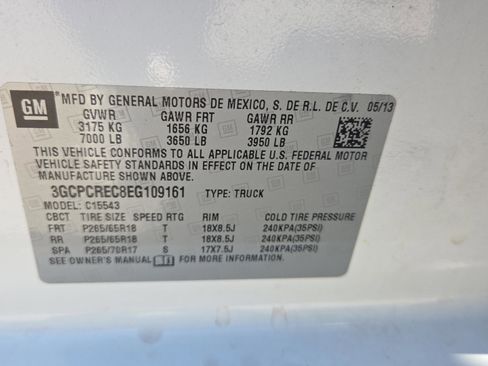 GM MFD BY GENERAL MOTORS DE MEXICO, S. DE R.L. DE C.V. 05/13
GVWR GAWR FRT GAWR RR
3175 KG 1656 KG 1792 KG
7000 LB 3650 LB 3950 LB
THIS VEHICLE CONFORMS TO ALL APPLICABLE U.S. FEDERAL MOTOR
VEHICLE SAFETY STANDARDS IN EFFECT ON THE DATE OF
MANUFACTURE SHOWN ABOVE.
3GCPCREC8EG109161 TYPE: TRUCK
MODEL: C15543
CBCT TIRE SIZE SPEED RTG RIM COLD TIRE PRESSURE
FRT P265/65R18 T 18X8.5J 240KPA(35PSI)
RR P265/65R18 T 18X8.5J 240KPA(35PSI)
SPA P265/70R17 S 17X7.5J 240KPA(35PSI)
SEE OWNER'S MANUAL FOR MORE INFORMATION.